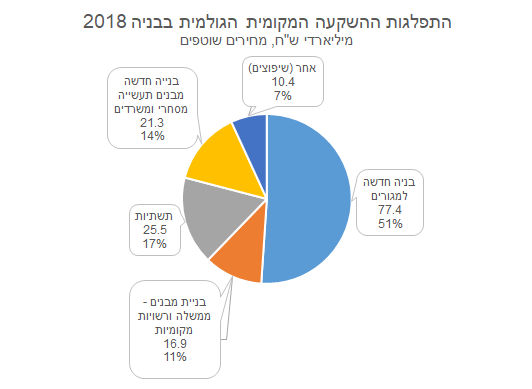 התפלגות ההשקעה המקומית הגולמית בבניה 2018
מיליארדי ש"ח, מחירים שוטפים
אחר (שיפוצים)
10.4
7%
בנייה חדשה
מבנים תעשייה
מסחרי ומשרדים
21.3
14%
בניה חדשה
למגורים
77.4
51%
תשתיות
25.5
17%
בניית מבנים -
ממשלה ורשויות
מקומיות
16.9
11%